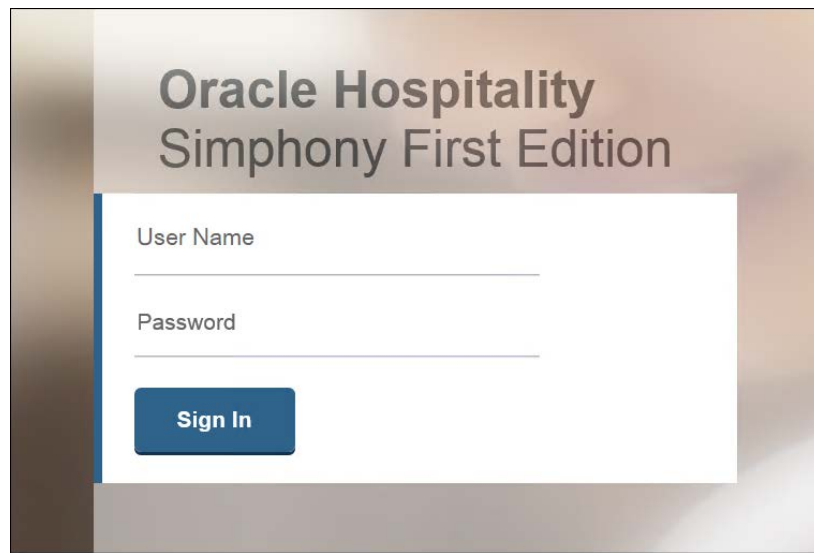 Oracle Hospitality
Simphony First Edition
User Name
Password
Sign In